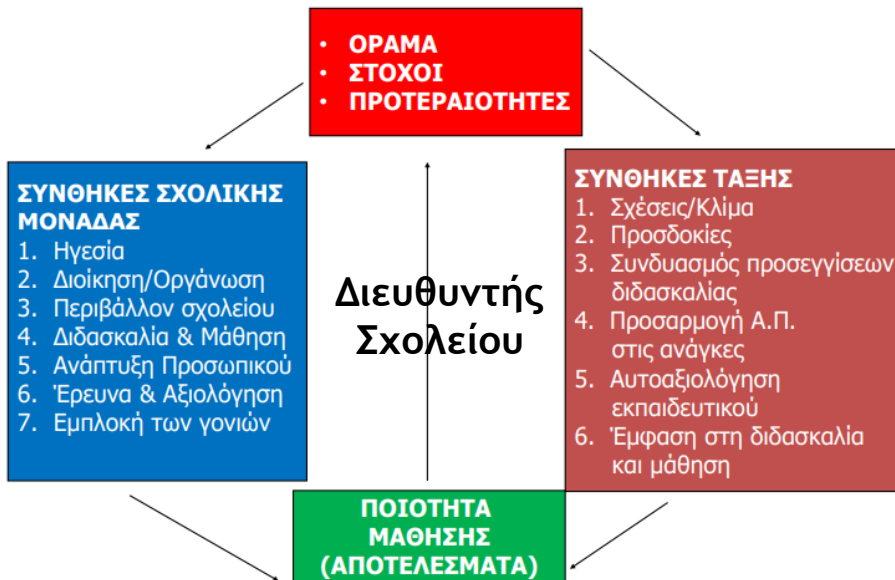 • ΟΡΑΜΑ
• ΣΤΟΧΟΙ
• ΠΡΟΤΕΡΑΙΟΤΗΤΕΣ
ΣΥΝΘΗΚΕΣ ΣΧΟΛΙΚΗΣ
ΜΟΝΑΔΑΣ
1. Ηγεσία
2. Διοίκηση/Οργάνωση
3. Περιβάλλον σχολείου
4. Διδασκαλία & Μάθηση
5. Ανάπτυξη Προσωπικού
6. Έρευνα & Αξιολόγηση
7. Εμπλοκή των γονιών
Διευθυντής
Σχολείου
ΣΥΝΘΗΚΕΣ ΤΑΞΗΣ
1. Σχέσεις/Κλίμα
2. Προσδοκίες
3. Συνδυασμός προσεγγίσεων
διδασκαλίας
4. Προσαρμογή Α.Π.
στις ανάγκες
5. Αυτοαξιολόγηση
εκπαιδευτικού
6. Έμφαση στη διδασκαλία
και μάθηση
ΠΟΙΟΤΗΤΑ
ΜΑΘΗΣΗΣ
(ΑΠΟΤΕΛΕΣΜΑΤΑ)